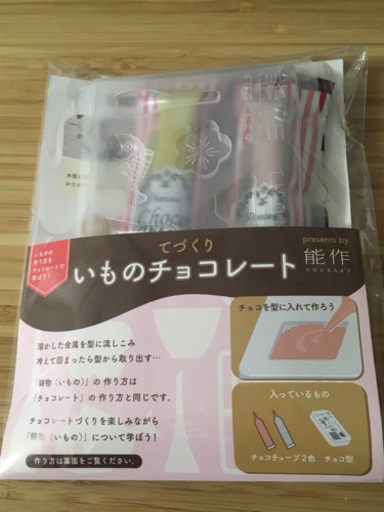 Choco
いものの
作り方を
チョコレートで
学ぼう！
てづくり
いものチョコレート
presents by
能作
NOUSAKU
溶かした金属を型に流しこみ
冷えて固まったら型から取り出す…
「鋳物（いもの）」の作り方は
「チョコレート」の作り方と同じです。
チョコレートづくりを楽しみながら
「鋳物（いもの）」について学ぼう！
作り方は裏面をご覧ください。
チョコを型に入れて作ろう
入っているもの
チョコチューブ2色
チョコ型